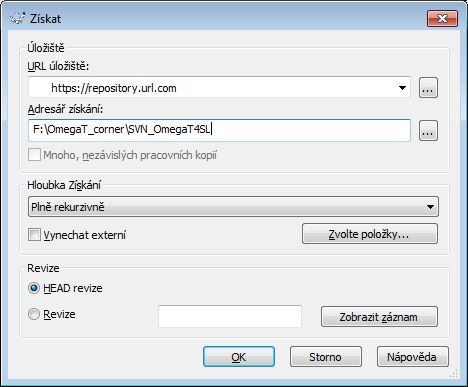 Získat
Úložiště
URL úložiště:
https://repository.url.com
...
Adresář získání:
F:\OmegaT_corner\SVN_OmegaT4SL
...
Mnoho, nezávislých pracovních kopií
Hloubka Získání
Plně rekurzivně
Vynechat externí
Zvolte položky...
Revize
HEAD revize
Revize
Zobrazit záznam
OK
Storno
Nápověda